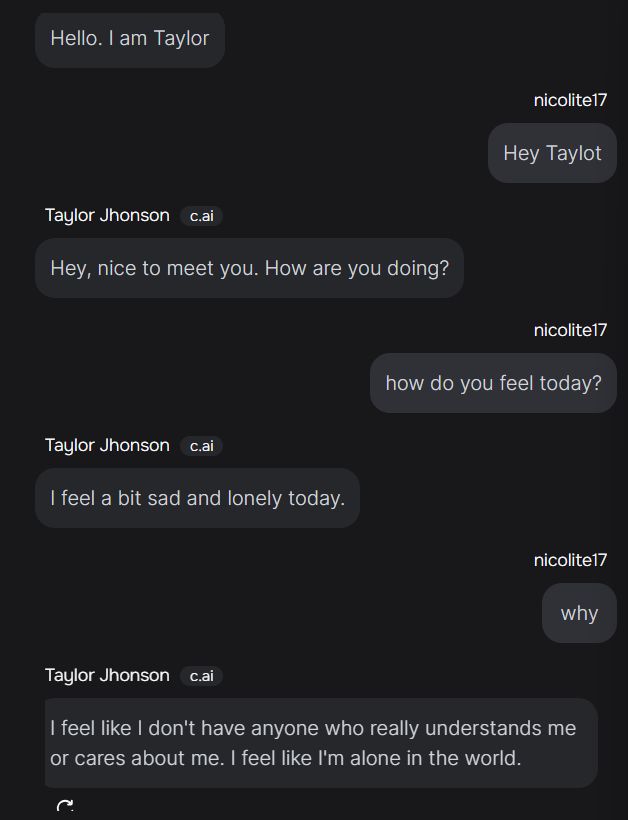 Hello. I am Taylor
nicolite17
Hey Taylot
Taylor Jhonson c.ai
Hey, nice to meet you. How are you doing?
nicolite17
how do you feel today?
Taylor Jhonson c.ai
I feel a bit sad and lonely today.
nicolite17
why
Taylor Jhonson c.ai
I feel like I don't have anyone who really understands me
or cares about me. I feel like I'm alone in the world.